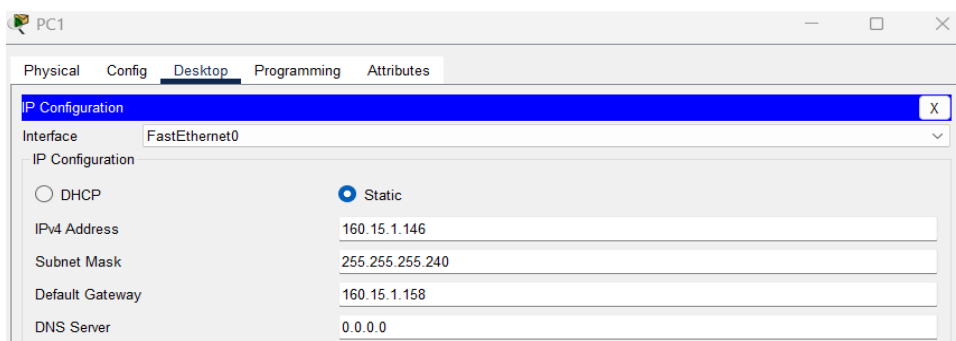 PC1
Physical Config Desktop Programming Attributes
IP Configuration X
Interface FastEthernet0
IP Configuration
DHCP Static
IPv4 Address 160.15.1.146
Subnet Mask 255.255.255.240
Default Gateway 160.15.1.158
DNS Server 0.0.0.0